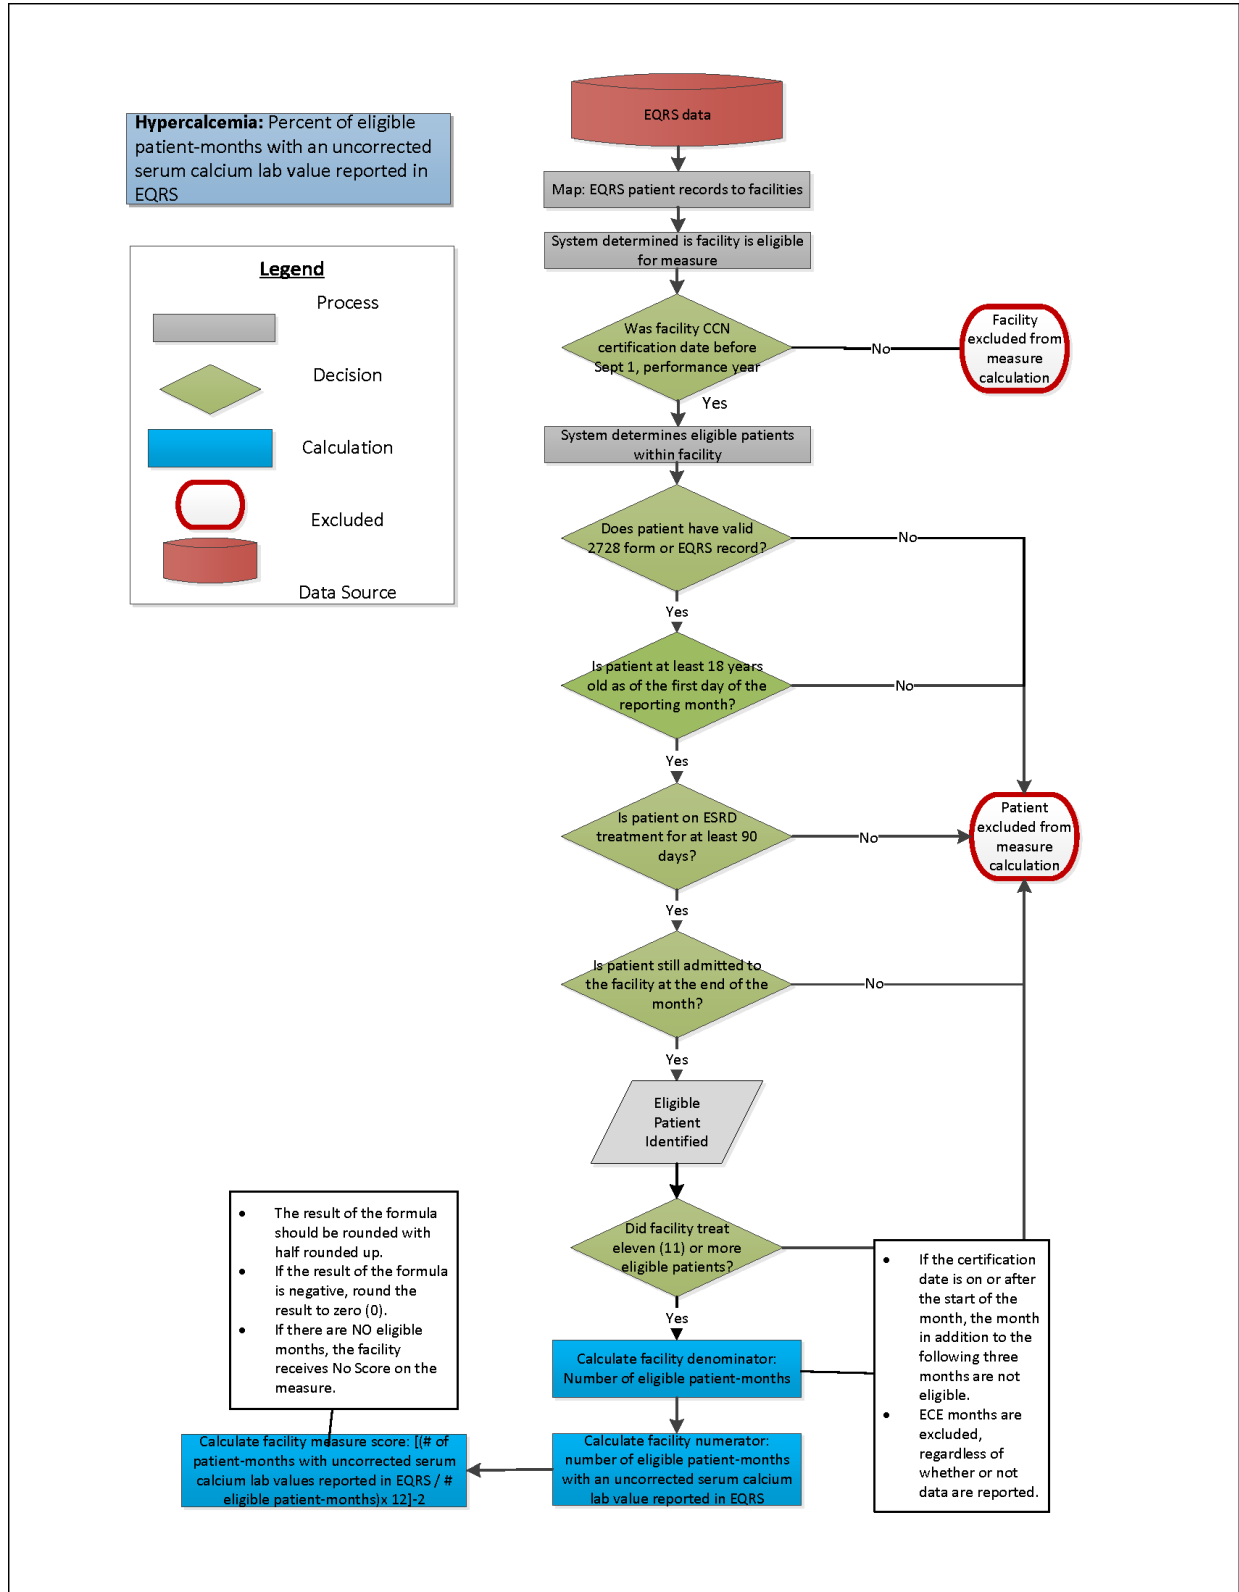 EQRS data
Hypercalcemia: Percent of eligible
patient-months with an uncorrected
serum calcium lab value reported in
EQRS
Map: EQRS patient records to facilities
System determined is facility is eligible
for measure
Legend
Process
Decision
Calculation
Excluded
Data Source
Was facility CCN
certification date before
Sept 1, performance year
No
Facility
excluded from
measure
calculation
Yes
System determines eligible patients
within facility
Does patient have valid
2728 form or EQRS record?
No
Yes
Is patient at least 18 years
old as of the first day of the
reporting month?
No
Yes
Is patient on ESRD
treatment for at least 90
days?
No
Patient
excluded from
measure
calculation
Yes
Is patient still admitted to
the facility at the end of the
month?
No
Yes
Eligible
Patient
Identified
Did facility treat
eleven (11) or more
eligible patients?
Yes
• The result of the formula
should be rounded with
half rounded up.
• If the result of the formula
is negative, round the
result to zero (0).
• If there are NO eligible
months, the facility
receives No Score on the
measure.
• If the certification
date is on or after
the start of the
month, the month
in addition to the
following three
months are not
eligible.
• ECE months are
excluded,
regardless of
whether or not
data are reported.
Calculate facility denominator:
Number of eligible patient-months
Calculate facility numerator:
number of eligible patient-months
with an uncorrected serum calcium
lab value reported in EQRS
Calculate facility measure score: [(# of
patient-months with uncorrected serum
calcium lab values reported in EQRS / #
eligible patient-months)x 12]-2